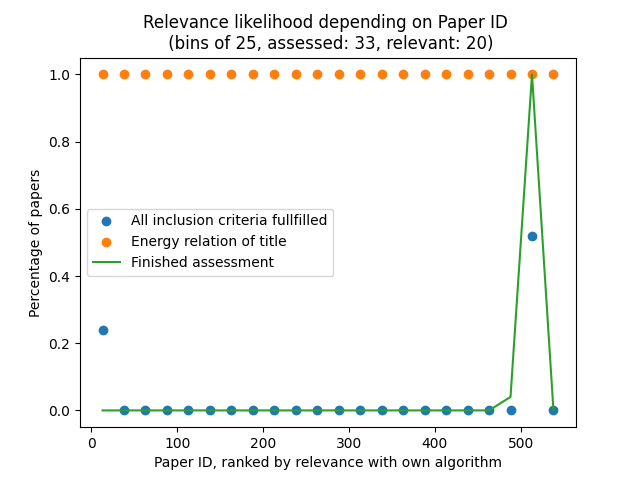 Relevance likelihood depending on Paper ID
(bins of 25, assessed: 33, relevant: 20)
Percentage of papers
1.0
0.8
0.6
0.4
0.2
0.0
All inclusion criteria fullfilled
Energy relation of title
Finished assessment
0 100 200 300 400 500
Paper ID, ranked by relevance with own algorithm